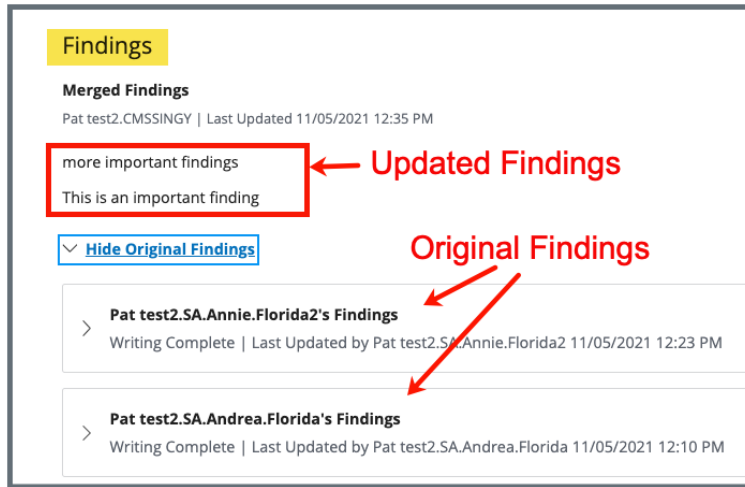 Findings
Merged Findings
Pat test2.CMSSINGY | Last Updated 11/05/2021 12:35 PM
more important findings
Updated Findings
This is an important finding
Hide Original Findings
Original Findings
Pat test2.SA.Annie.Florida2's Findings
Writing Complete | Last Updated by Pat test2.SA.Annie.Florida2 11/05/2021 12:23 PM
Pat test2.SA.Andrea.Florida's Findings
Writing Complete | Last Updated by Pat test2.SA.Andrea.Florida 11/05/2021 12:10 PM